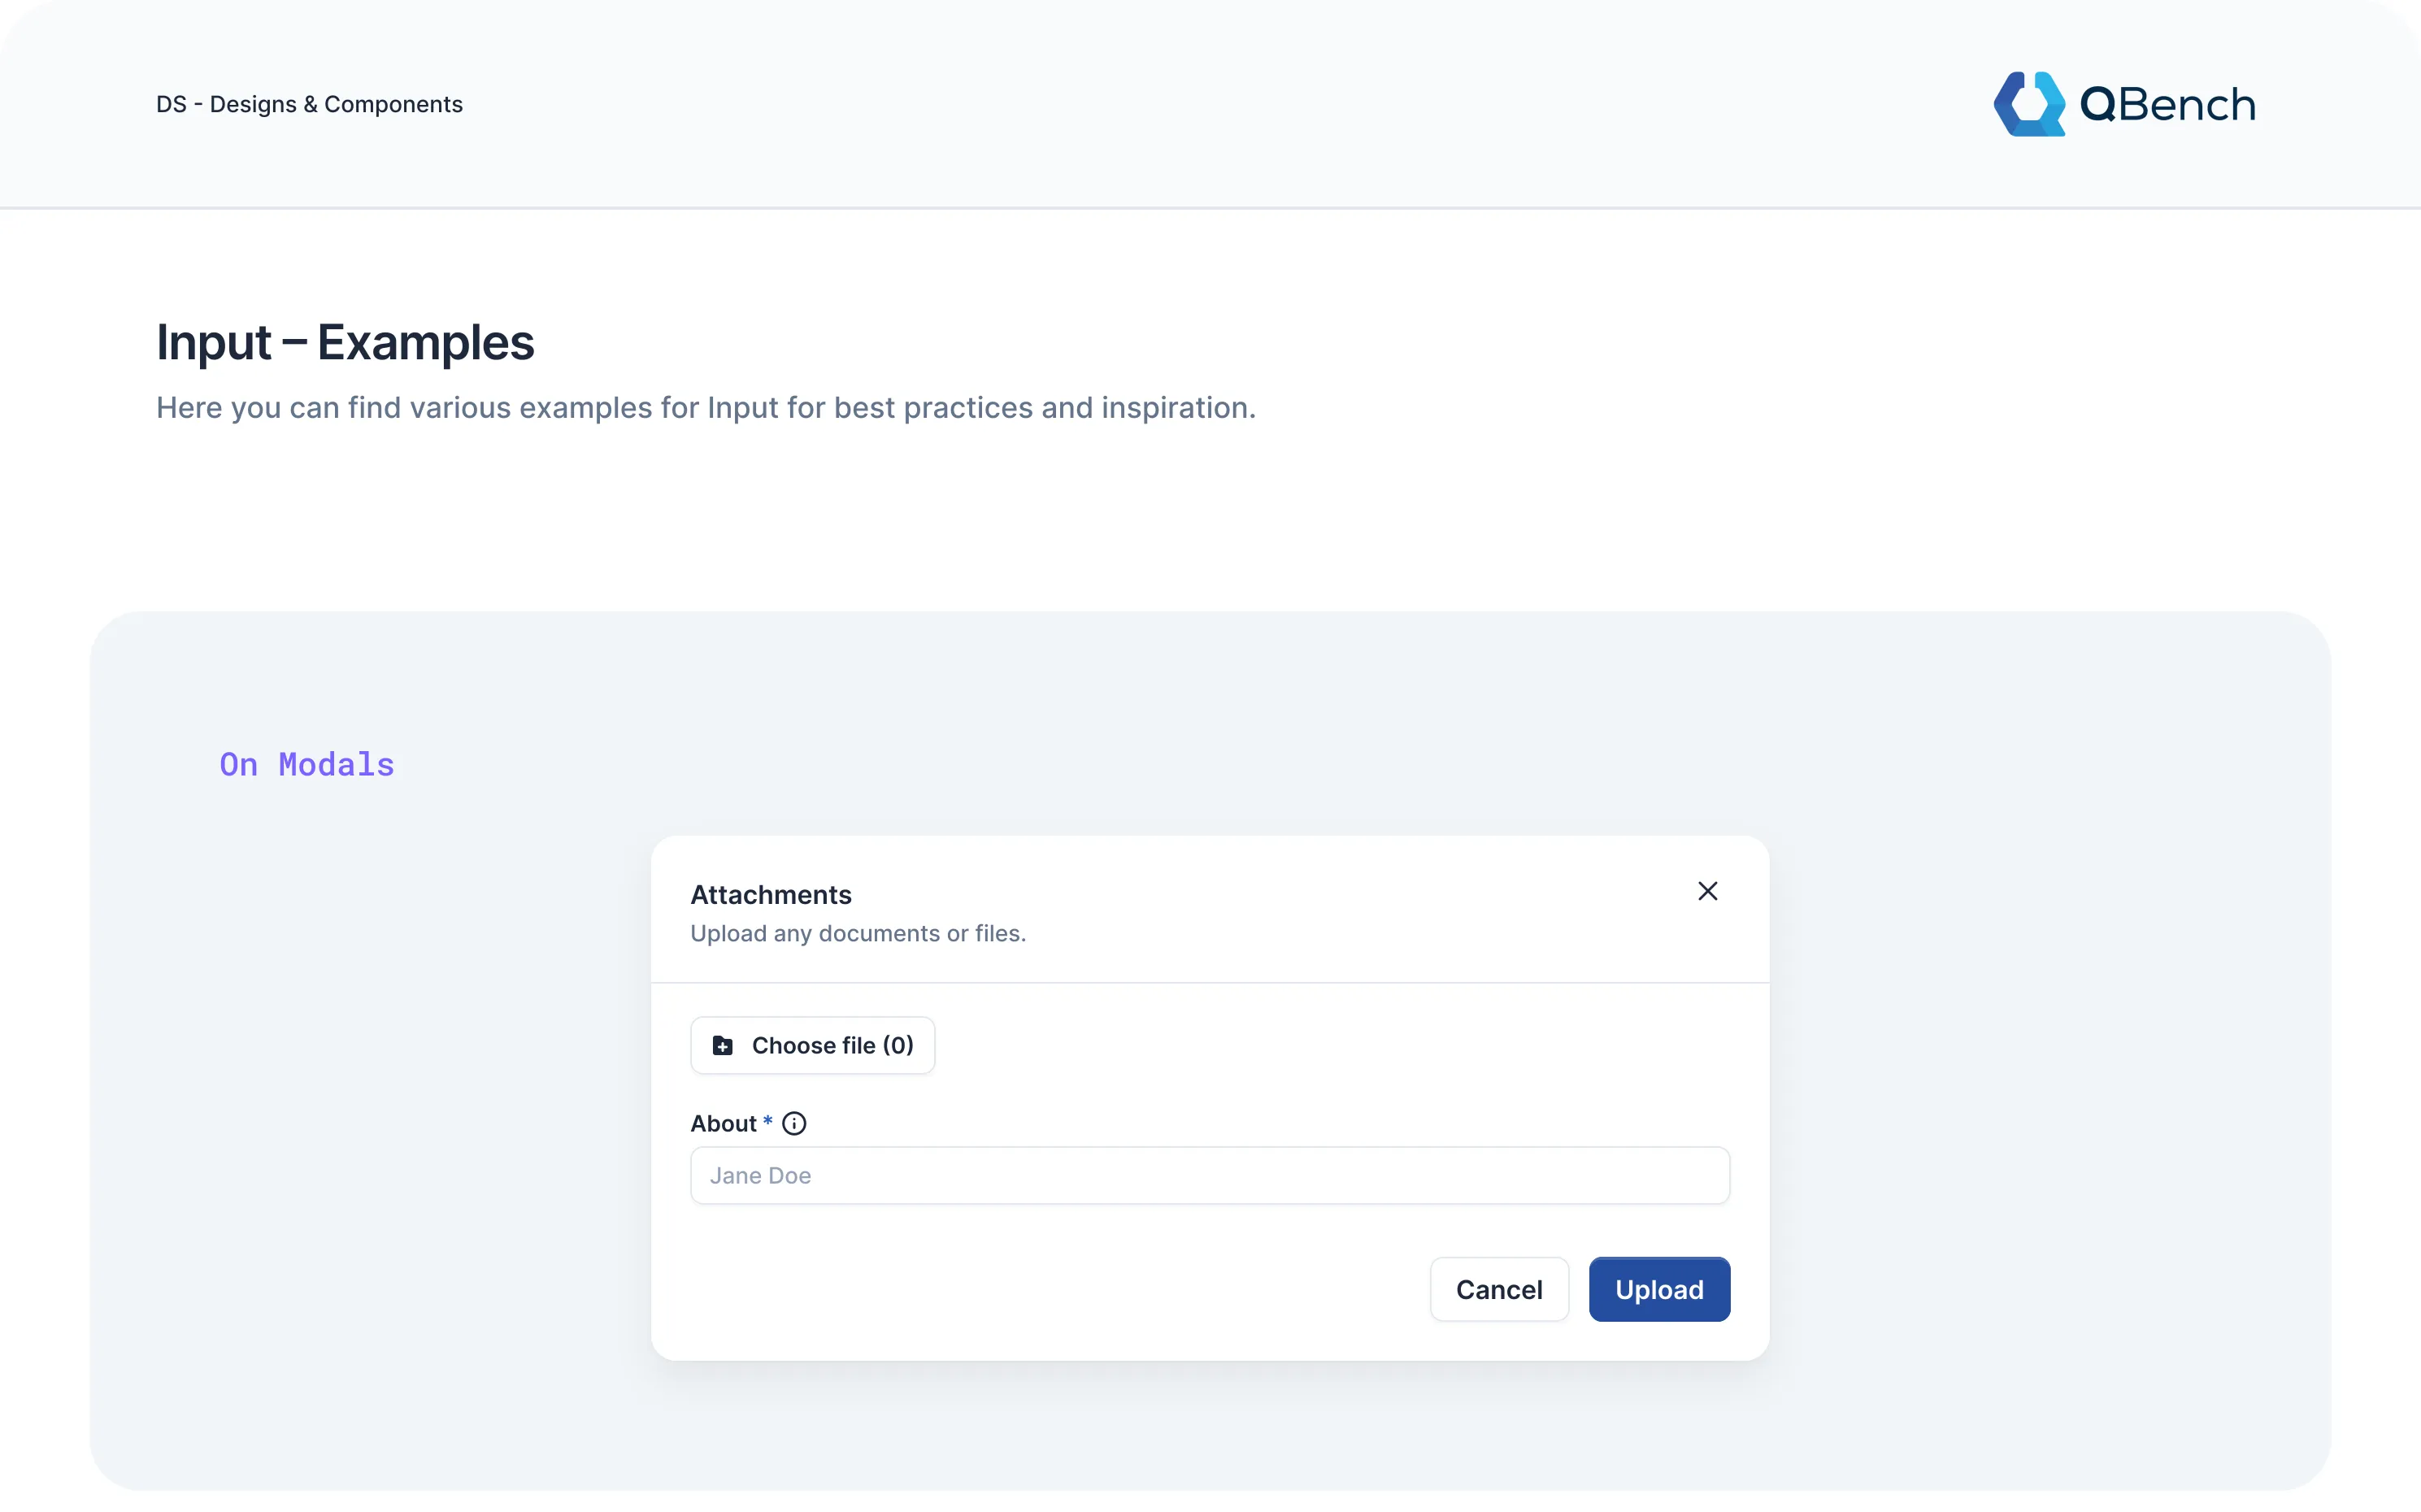 DS - Designs & Components
QBench
Input – Examples
Here you can find various examples for Input for best practices and inspiration.
On Modals
Attachments
Upload any documents or files.
Choose file (0)
About *
Jane Doe
Cancel
Upload